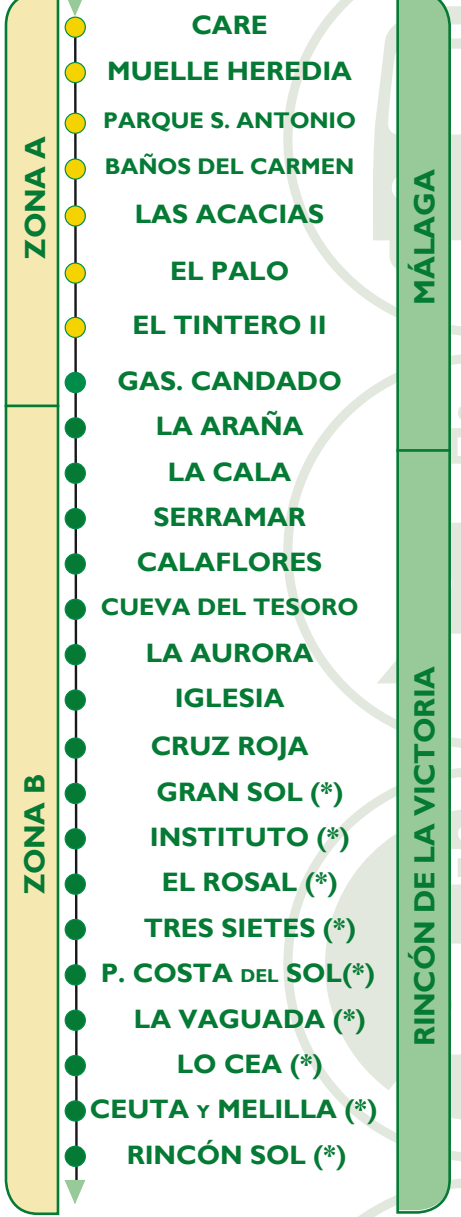 CARE
MUELLE HEREDIA
PARQUE S. ANTONIO
BAÑOS DEL CARMEN
LAS ACACIAS
EL PALO
EL TINTERO II
GAS. CANDADO
LA ARAÑA
LA CALA
SERRAMAR
CALAFLORES
CUEVA DEL TESORO
LA AURORA
IGLESIA
CRUZ ROJA
GRAN SOL (*)
INSTITUTO (*)
EL ROSAL (*)
TRES SIETES (*)
P. COSTA DEL SOL(*)
LA VAGUADA (*)
LO CEA (*)
CEUTA Y MELILLA (*)
RINCÓN SOL (*)
ZONA A
ZONA B
MÁLAGA
RINCÓN DE LA VICTORIA